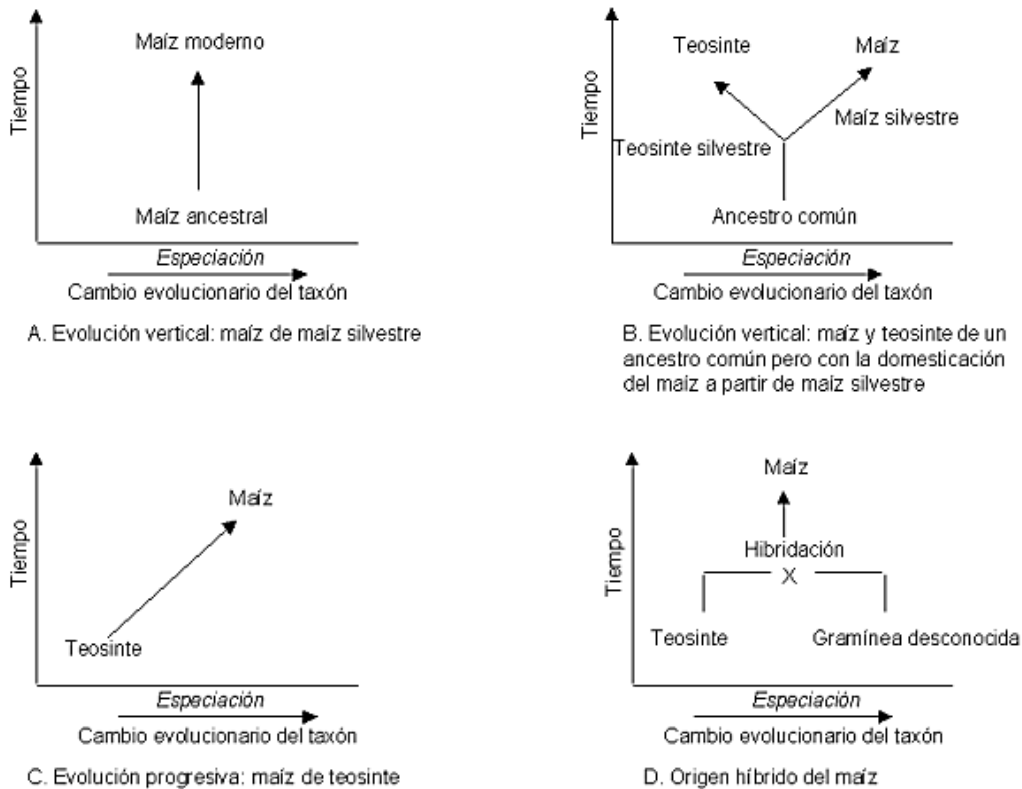 Maíz moderno
Tiempo
Maíz ancestral
Especiación
Cambio evolucionario del taxón
A. Evolución vertical: maíz de maíz silvestre
Teosinte
Maíz
Tiempo
Maíz silvestre
Teosinte silvestre
Ancestro común
Especiación
Cambio evolucionario del taxón
B. Evolución vertical: maíz y teosinte de un
ancestro común pero con la domesticación
del maíz a partir de maíz silvestre
Maíz
Tiempo
Teosinte
Especiación
Cambio evolucionario del taxón
C. Evolución progresiva: maíz de teosinte
Maíz
Tiempo
Hibridación
X
Teosinte
Gramínea desconocida
Especiación
Cambio evolucionario del taxón
D. Origen híbrido del maíz